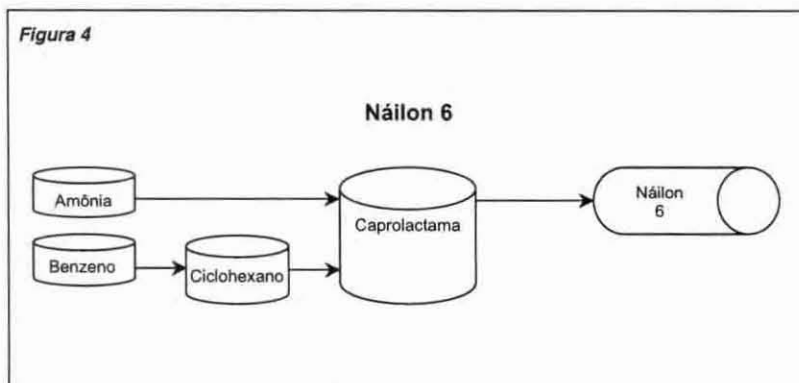 Figura 4
Náilon 6
Amônia
Benzeno
Ciclohexano
Caprolactama
Náilon
6